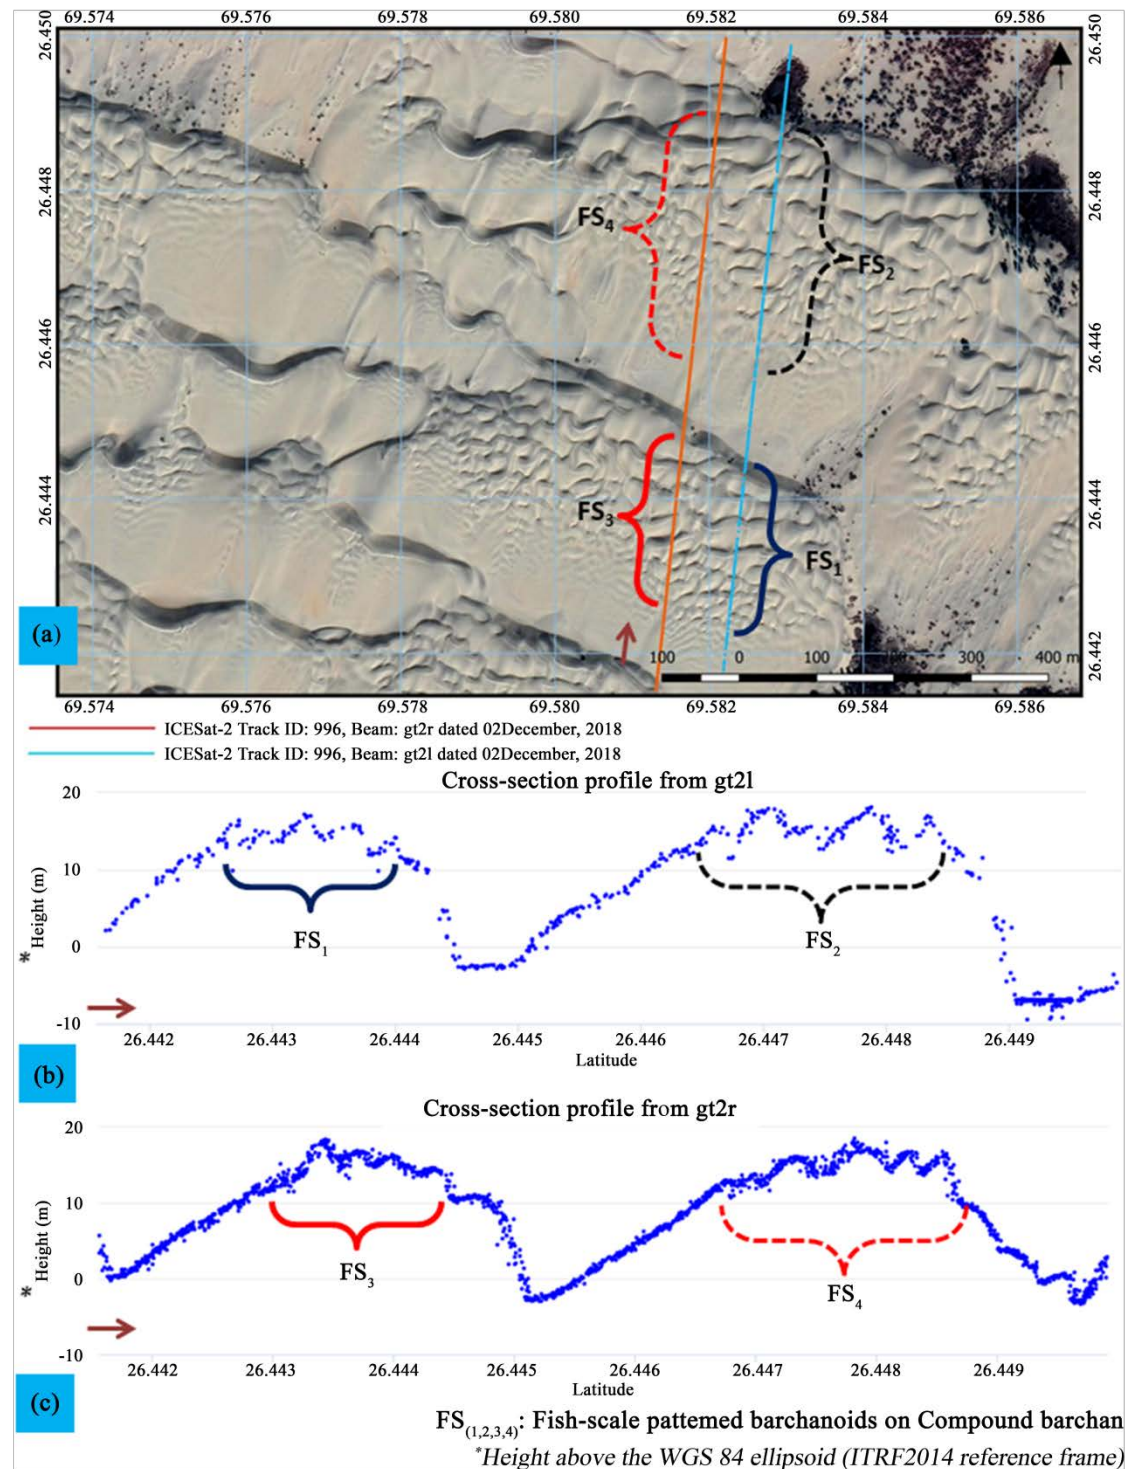 69.574 69.576 69.578 69.580 69.582 69.584 69.586
26.450 26.450
26.448 26.448
26.446 26.446
26.444 26.444
26.442 26.442
FS4
FS2
FS3
FS1
(a)
100 0 100 200 300 400 m
69.574 69.576 69.578 69.580 69.582 69.584 69.586
ICESat-2 Track ID: 996, Beam: gt2r dated 02December, 2018
ICESat-2 Track ID: 996, Beam: gt2l dated 02December, 2018
Cross-section profile from gt2l
20
10
0
-10
* Height (m)
FS1
FS2
26.442 26.443 26.444 26.445 26.446 26.447 26.448 26.449
Latitude
(b)
Cross-section profile from gt2r
20
10
0
-10
* Height (m)
FS3
FS4
26.442 26.443 26.444 26.445 26.446 26.447 26.448 26.449
Latitude
(c)
FS(1,2,3,4): Fish-scale pattemed barchanoids on Compound barchan
*Height above the WGS 84 ellipsoid (ITRF2014 reference frame)